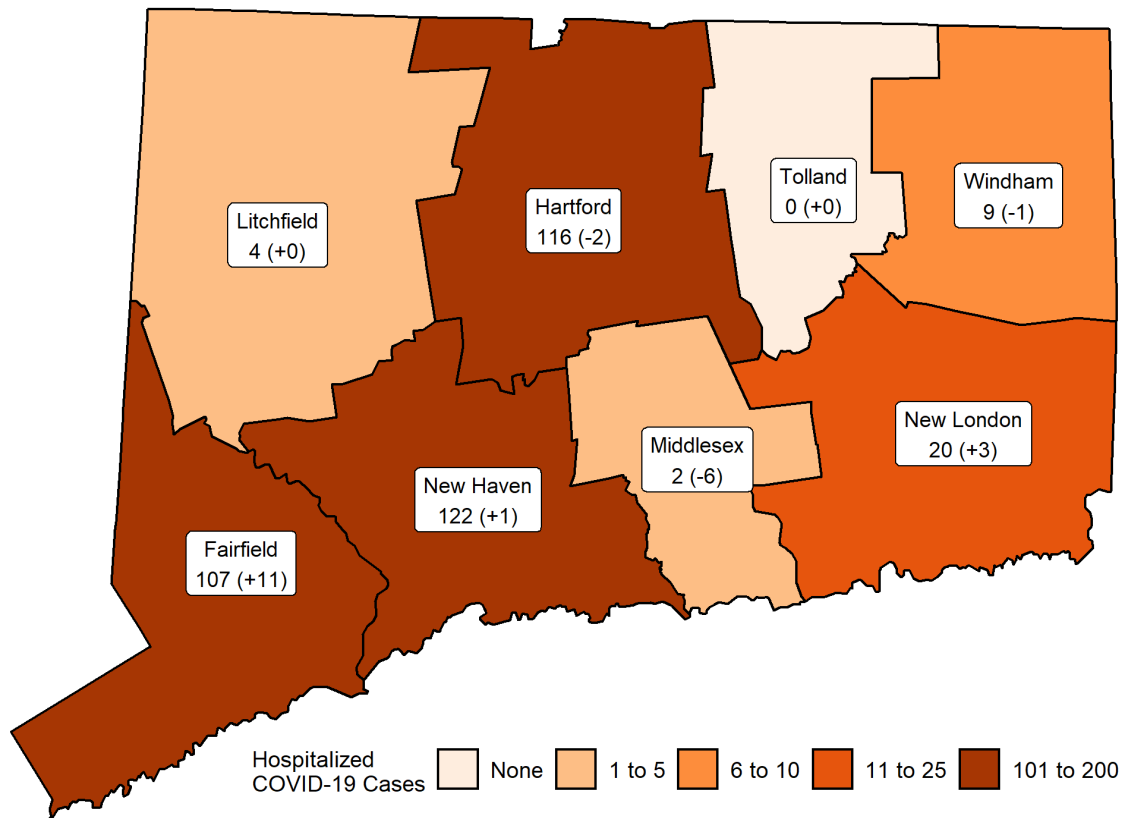 Tolland
0 (+0)
Windham
9 (-1)
Hartford
116 (-2)
Litchfield
4 (+0)
New London
20 (+3)
Middlesex
2 (-6)
New Haven
122 (+1)
Fairfield
107 (+11)
Hospitalized
COVID-19 Cases
None
1 to 5
6 to 10
11 to 25
101 to 200